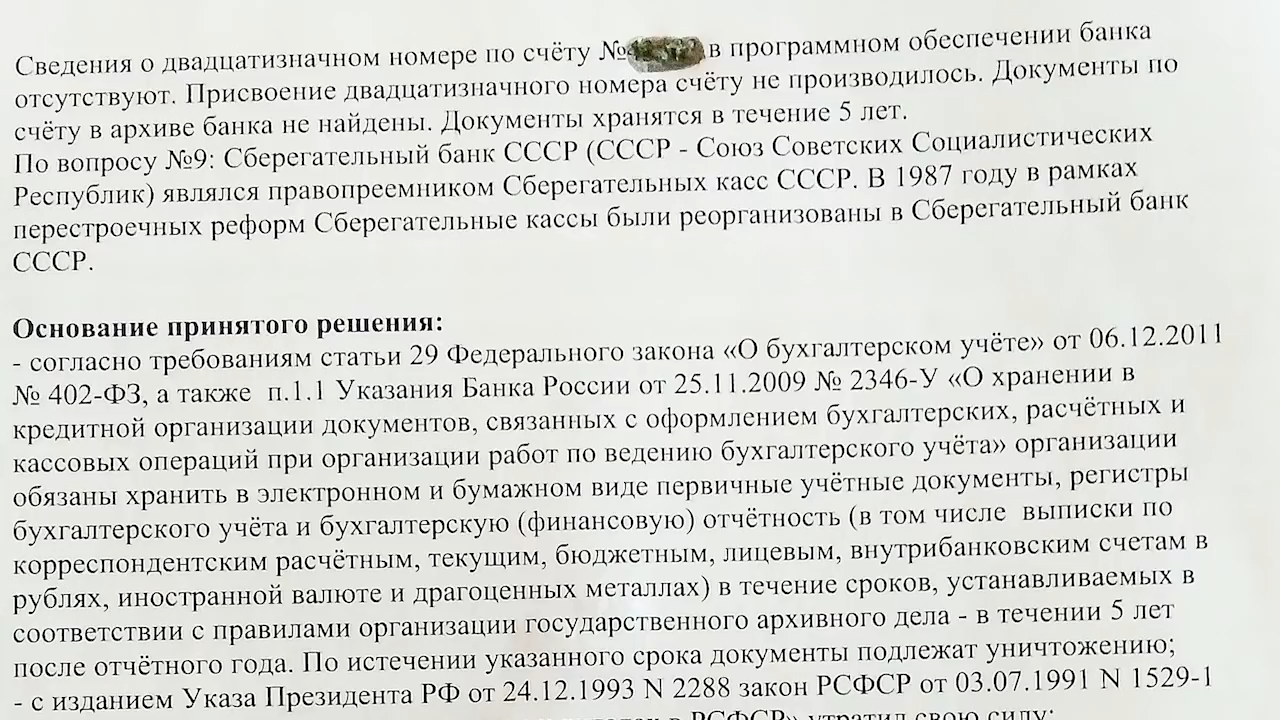 Сведения о двадцатизначном номере по счёту № в программном обеспечении банка
отсутствуют. Присвоение двадцатизначного номера счёту не производилось. Документы по
счёту в архиве банка не найдены. Документы хранятся в течение 5 лет.
По вопросу №9: Сберегательный банк СССР (СССР - Союз Советских Социалистических
Республик) являлся правопреемником Сберегательных касс СССР. В 1987 году в рамках
перестроечных реформ Сберегательные кассы были реорганизованы в Сберегательный банк
СССР.
Основание принятого решения:
- согласно требованиям статьи 29 Федерального закона «О бухгалтерском учёте» от 06.12.2011
№ 402-ФЗ, а также п.1.1 Указания Банка России от 25.11.2009 № 2346-У «О хранении в
кредитной организации документов, связанных с оформлением бухгалтерских, расчётных и
кассовых операций при организации работ по ведению бухгалтерского учёта» организации
обязаны хранить в электронном и бумажном виде первичные учётные документы, регистры
бухгалтерского учёта и бухгалтерскую (финансовую) отчётность (в том числе выписки по
корреспондентским расчётным, текущим, бюджетным, лицевым, внутрибанковским счетам в
рублях, иностранной валюте и драгоценных металлах) в течение сроков, устанавливаемых в
соответствии с правилами организации государственного архивного дела - в течении 5 лет
после отчётного года. По истечении указанного срока документы подлежат уничтожению;
- с изданием Указа Президента РФ от 24.12.1993 N 2288 закон РСФСР от 03.07.1991 N 1529-1
в РСФСР» утратил свою силу;